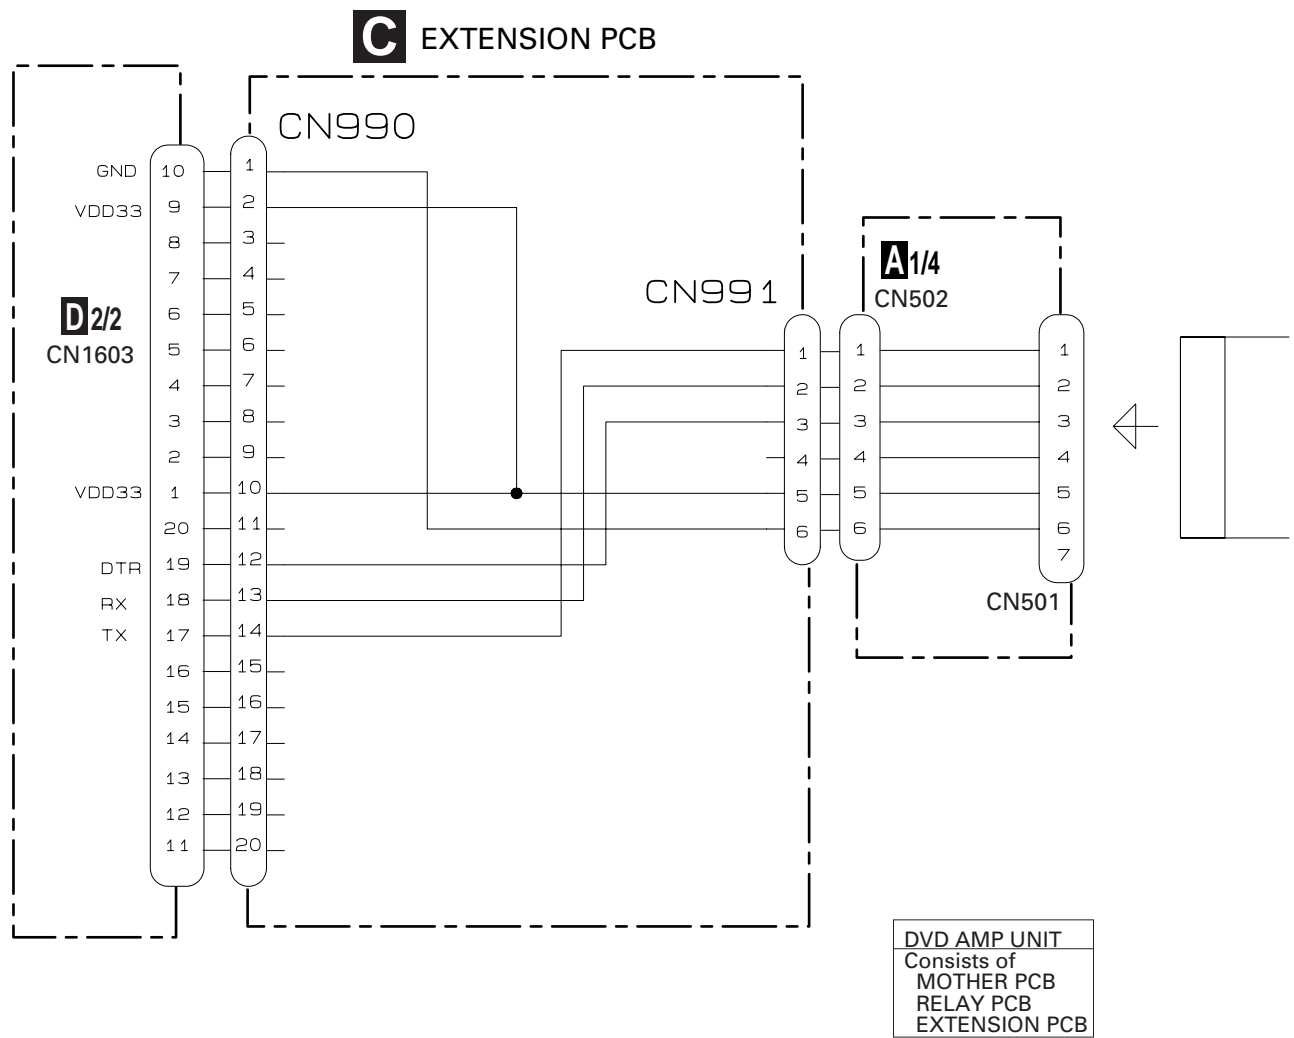 C EXTENSION PCB
CN990
GND 10 1
VDD33 9 2
8 3
7 4
D 2/2
6 5
CN1603
5 6
4 7
3 8
2 9
VDD33 1 10
20 11
DTR 19 12
RX 18 13
TX 17 14
16 15
15 16
14 17
13 18
12 19
11 20
CN991
1
2
3
4
5
6
A 1/4
CN502
1
2
3
4
5
6
1
2
3
4
5
6
7
CN501
DVD AMP UNIT
Consists of
MOTHER PCB
RELAY PCB
EXTENSION PCB